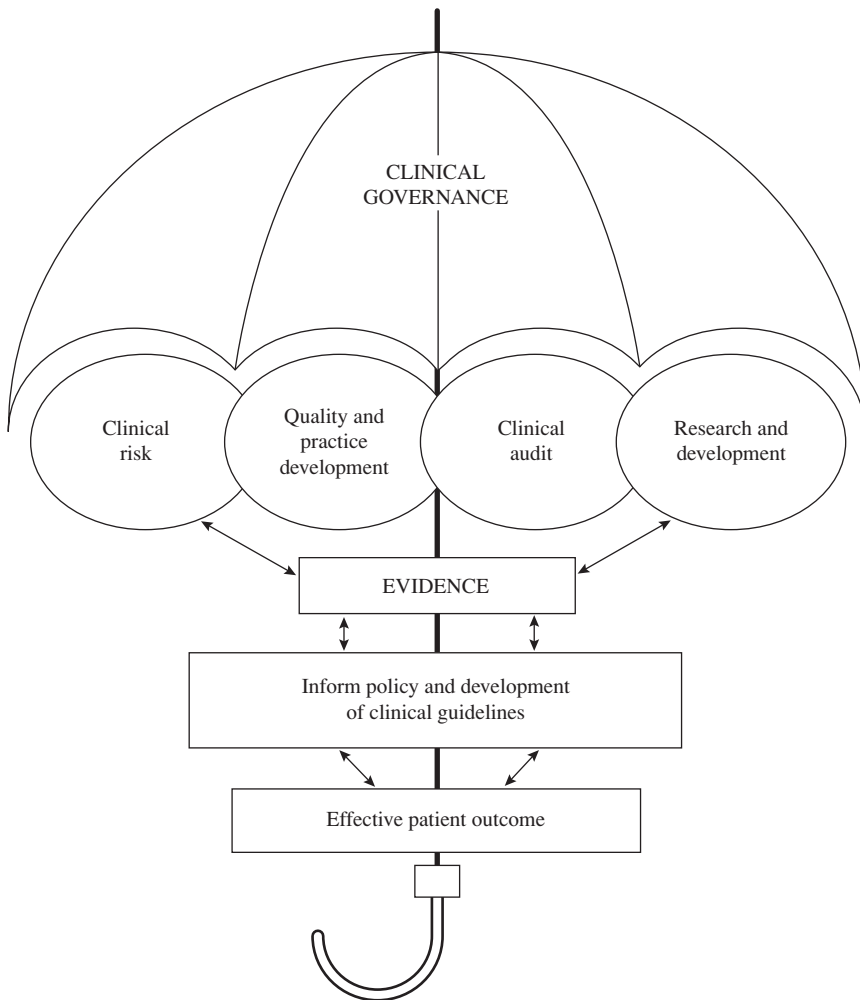 CLINICAL
GOVERNANCE
Clinical
risk
Quality and
practice
development
Clinical
audit
Research and
development
EVIDENCE
Inform policy and development
of clinical guidelines
Effective patient outcome